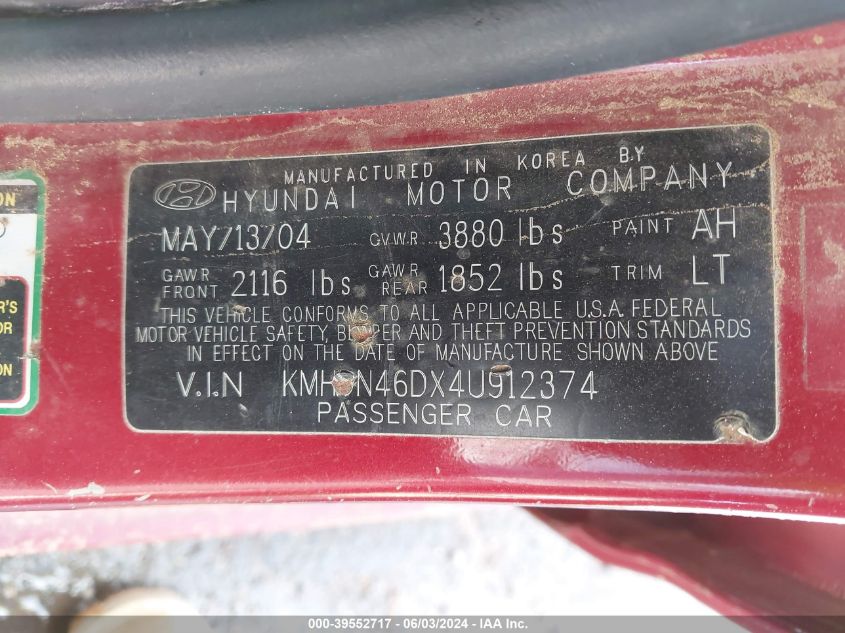 MANUFACTURED IN KOREA BY
HYUNDAI MOTOR COMPANY
MAY/13/04 GVWR 3880 lbs PAINT AH
GAWR FRONT 2116 lbs GAWR REAR 1852 lbs TRIM LT
THIS VEHICLE CONFORMS TO ALL APPLICABLE U.S.A. FEDERAL
MOTOR VEHICLE SAFETY, AND THEFT PREVENTION STANDARDS
IN EFFECT ON THE DATE OF MANUFACTURE SHOWN ABOVE
V.I.N
PASSENGER CAR
000-39552717 - 06/03/2024 - IAA Inc.